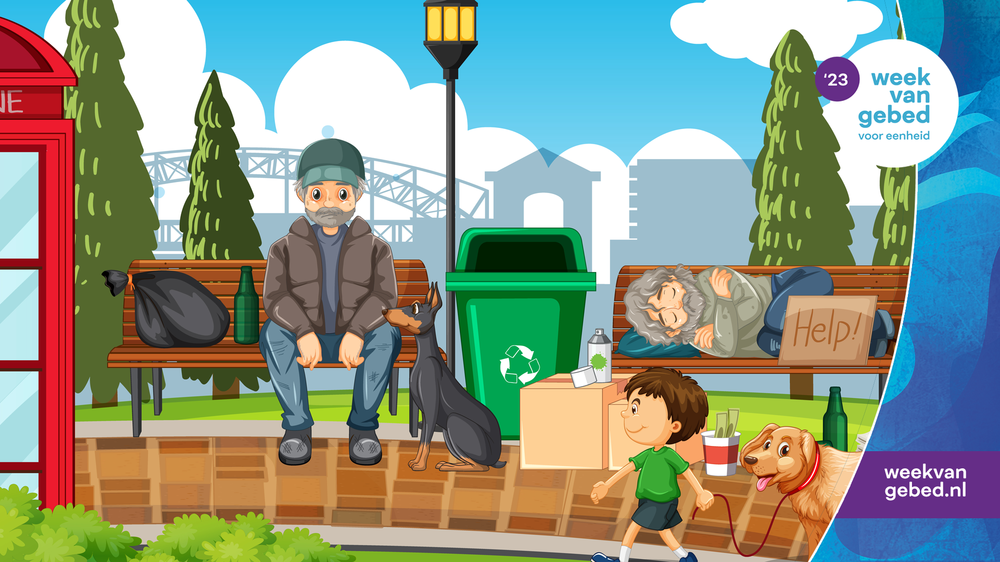 NE
'23
week
van
gebed
voor eenheid
Help!
weekvan
gebed.nl